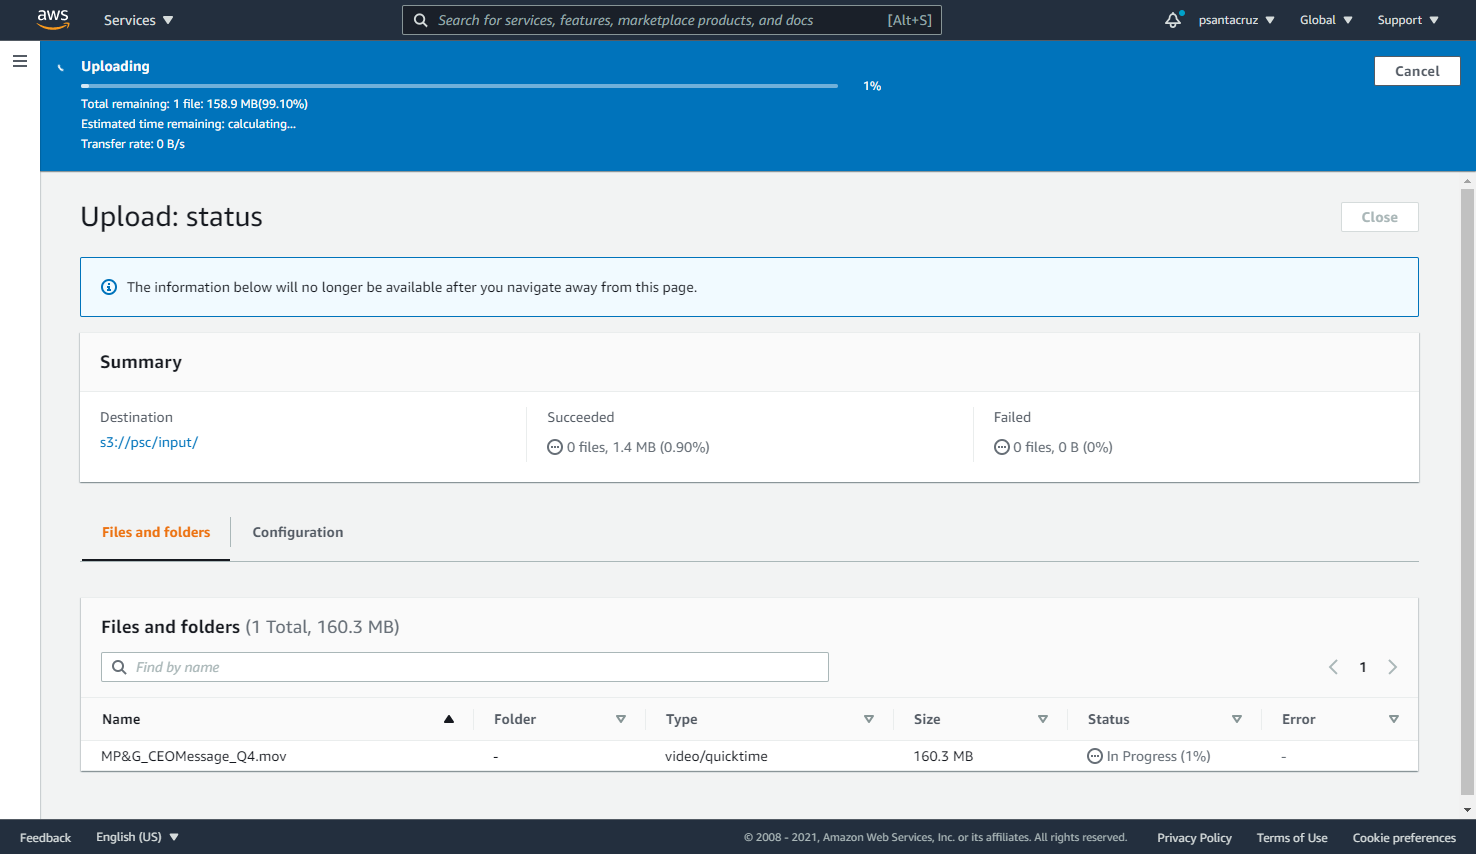 aws Services Search for services, features, marketplace products, and docs [Alt+S] psantacruz Global Support
Uploading
Cancel
1%
Total remaining: 1 file: 158.9 MB(99.10%)
Estimated time remaining: calculating...
Transfer rate: 0 B/s
Upload: status
Close
The information below will no longer be available after you navigate away from this page.
Summary
Destination Succeeded Failed
s3://psc/input/ 0 files, 1.4 MB (0.90%) 0 files, 0 B (0%)
Files and folders Configuration
Files and folders (1 Total, 160.3 MB)
Find by name 1
Name Folder Type Size Status Error
MP&G_CEOMessage_Q4.mov - video/quicktime 160.3 MB In Progress (1%) -
Feedback English (US) © 2008 - 2021, Amazon Web Services, Inc. or its affiliates. All rights reserved. Privacy Policy Terms of Use Cookie preferences